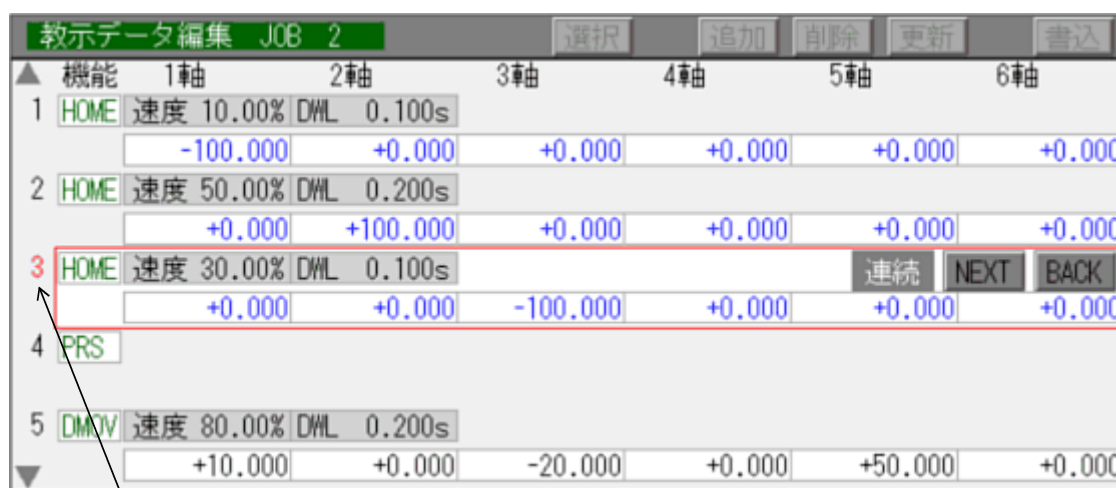 教示データ編集 JOB 2 選択 追加 削除 更新 書込
機能 1軸 2軸 3軸 4軸 5軸 6軸
1 HOME 速度 10.00% DWL 0.100s
-100.000 +0.000 +0.000 +0.000 +0.000 +0.000
2 HOME 速度 50.00% DWL 0.200s
+0.000 +100.000 +0.000 +0.000 +0.000 +0.000
3 HOME 速度 30.00% DWL 0.100s 連続 NEXT BACK
+0.000 +0.000 -100.000 +0.000 +0.000 +0.000
4 PRS
5 DMOV 速度 80.00% DWL 0.200s
+10.000 +0.000 -20.000 +0.000 +50.000 +0.000